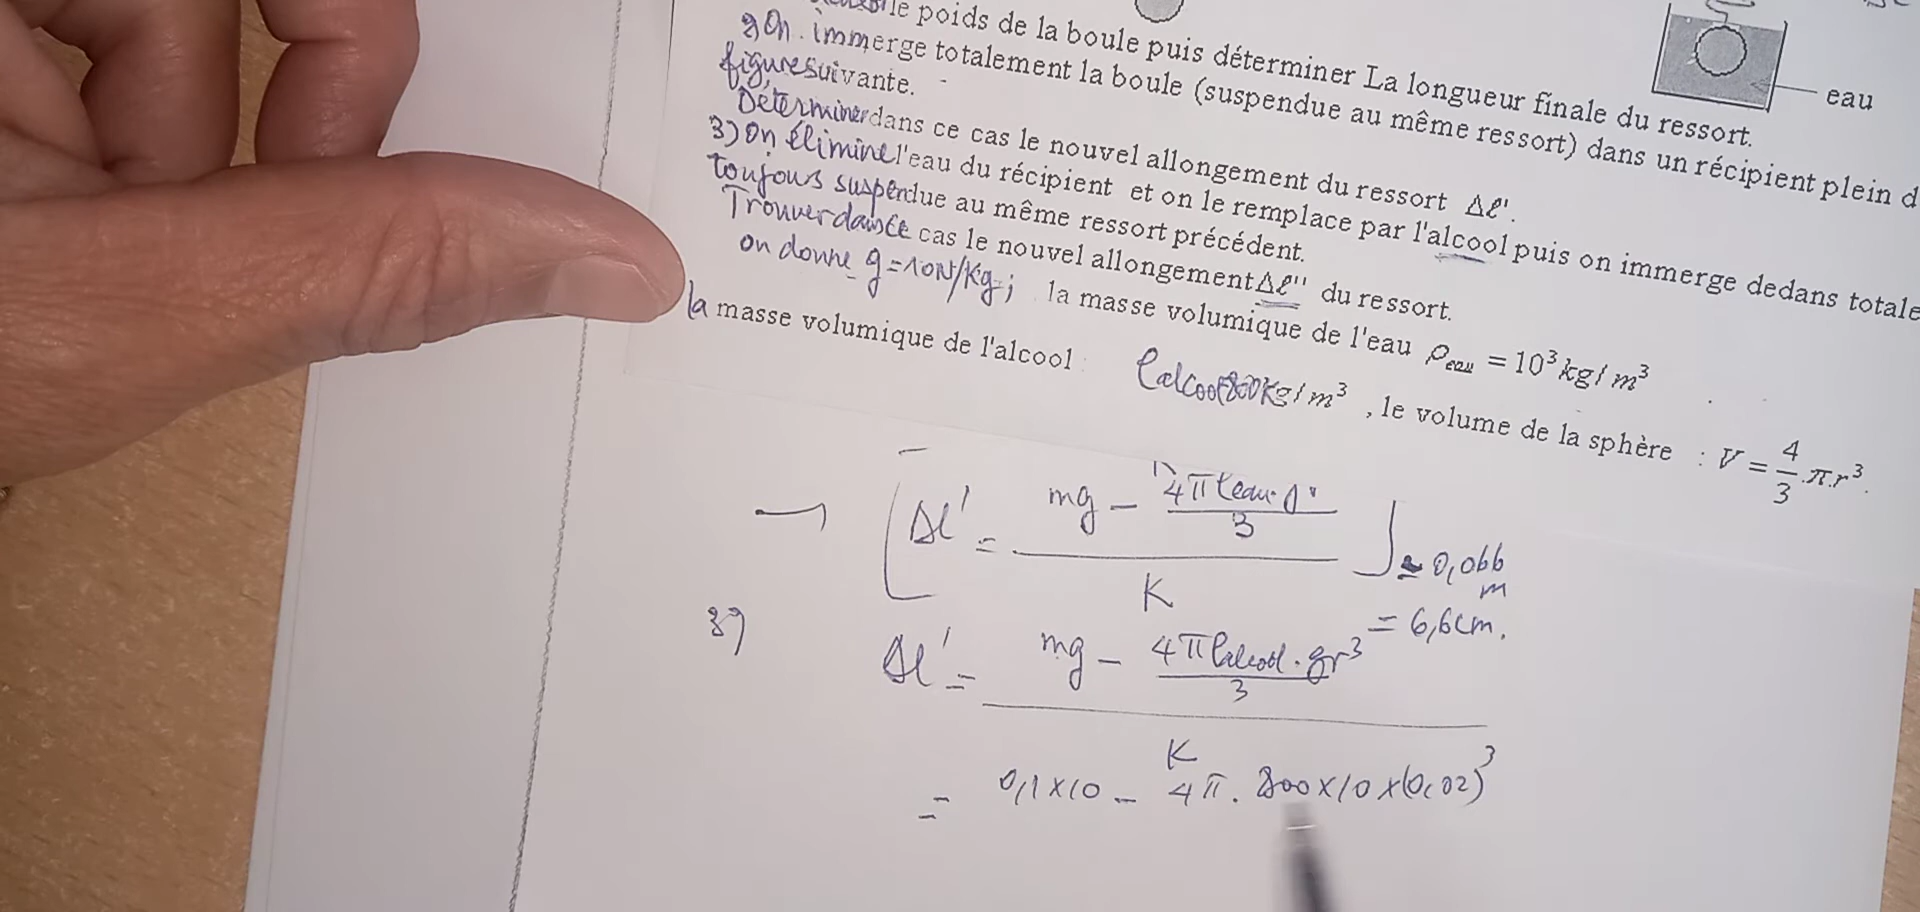 le poids de la boule puis déterminer La longueur finale du ressort.
2) On immerge totalement la boule (suspendue au même ressort) dans un récipient plein d
figure suivante.
eau
Déterminer dans ce cas le nouvel allongement du ressort Δℓ'.
3) On élimine l'eau du récipient et on le remplace par l'alcool puis on immerge dedans totale
toujours suspendue au même ressort précédent.
Trouver dans ce cas le nouvel allongement Δℓ'' du ressort.
on donne g = 10N/Kg ; la masse volumique de l'eau ρeau = 10³ kg/m³
la masse volumique de l'alcool : ρalcool=800Kg/m³ , le volume de la sphère : V = 4/3 .π.r³.
Δℓ' = (mg - 4πρeau.g / 3) / K ≃ 0,066 m
= 6,6cm.
3) Δℓ' = (mg - 4πρalcool.gr³ / 3) / K
= 0,1×10 - 4π.800×10×(0,02)³